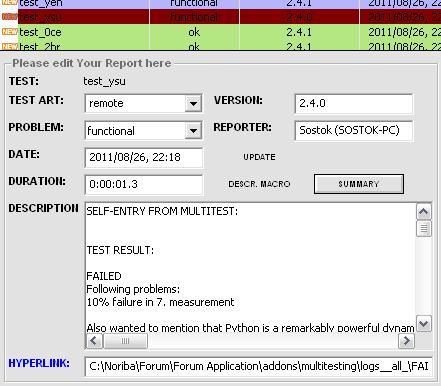 NEW test_yen functional 2.4.1 2011/08/26, 22
NEW test_ysu functional 2.4.0 2011/08/26, 22
NEW test_0ce ok 2.4.1 2011/08/26, 22
NEW test_2hr ok 2.4.1 2011/08/26, 22
Please edit Your Report here
TEST: test_ysu
TEST ART: remote VERSION: 2.4.0
PROBLEM: functional REPORTER: Sostok (SOSTOK-PC)
DATE: 2011/08/26, 22:18 UPDATE
DURATION: 0:00:01.3 DESCR. MACRO SUMMARY
DESCRIPTION SELF-ENTRY FROM MULTITEST:
TEST RESULT:
FAILED
Following problems:
10% failure in 7. measurement
Also wanted to mention that Python is a remarkably powerful dynam
HYPERLINK: C:\Noriba\Forum\Forum Application\addons\multitesting\logs__all_\FAI